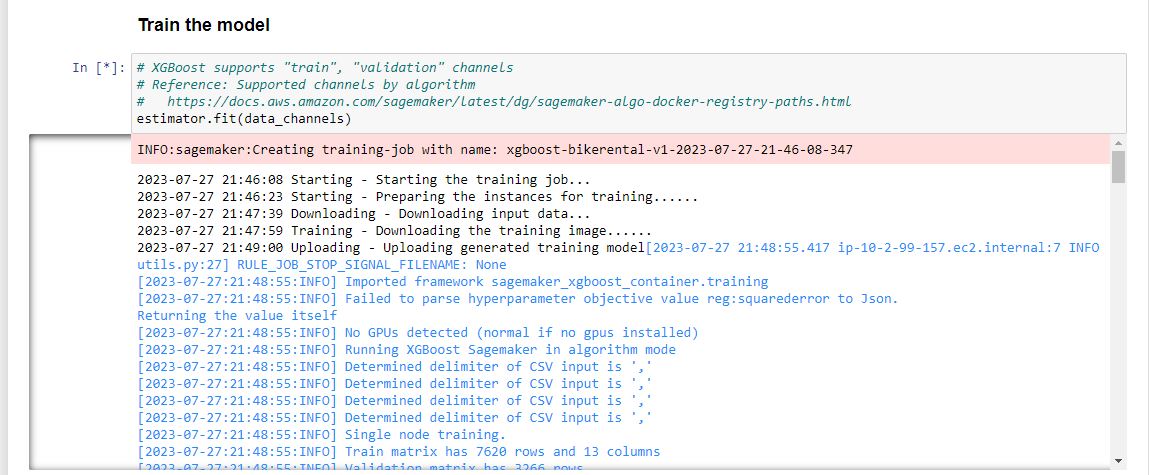 Train the model
In [*]:
# XGBoost supports "train", "validation" channels
# Reference: Supported channels by algorithm
#   https://docs.aws.amazon.com/sagemaker/latest/dg/sagemaker-algo-docker-registry-paths.html
estimator.fit(data_channels)
INFO:sagemaker:Creating training-job with name: xgboost-bikerental-v1-2023-07-27-21-46-08-347
2023-07-27 21:46:08 Starting - Starting the training job...
2023-07-27 21:46:23 Starting - Preparing the instances for training......
2023-07-27 21:47:39 Downloading - Downloading input data...
2023-07-27 21:47:59 Training - Downloading the training image......
2023-07-27 21:49:00 Uploading - Uploading generated training model[2023-07-27 21:48:55.417 ip-10-2-99-157.ec2.internal:7 INFO
utils.py:27] RULE_JOB_STOP_SIGNAL_FILENAME: None
[2023-07-27:21:48:55:INFO] Imported framework sagemaker_xgboost_container.training
[2023-07-27:21:48:55:INFO] Failed to parse hyperparameter objective value reg:squarederror to Json.
Returning the value itself
[2023-07-27:21:48:55:INFO] No GPUs detected (normal if no gpus installed)
[2023-07-27:21:48:55:INFO] Running XGBoost Sagemaker in algorithm mode
[2023-07-27:21:48:55:INFO] Determined delimiter of CSV input is ','
[2023-07-27:21:48:55:INFO] Determined delimiter of CSV input is ','
[2023-07-27:21:48:55:INFO] Determined delimiter of CSV input is ','
[2023-07-27:21:48:55:INFO] Determined delimiter of CSV input is ','
[2023-07-27:21:48:55:INFO] Single node training.
[2023-07-27:21:48:55:INFO] Train matrix has 7620 rows and 13 columns
[2023-07-27:21:48:55:INFO] Validation matrix has 3266 rows